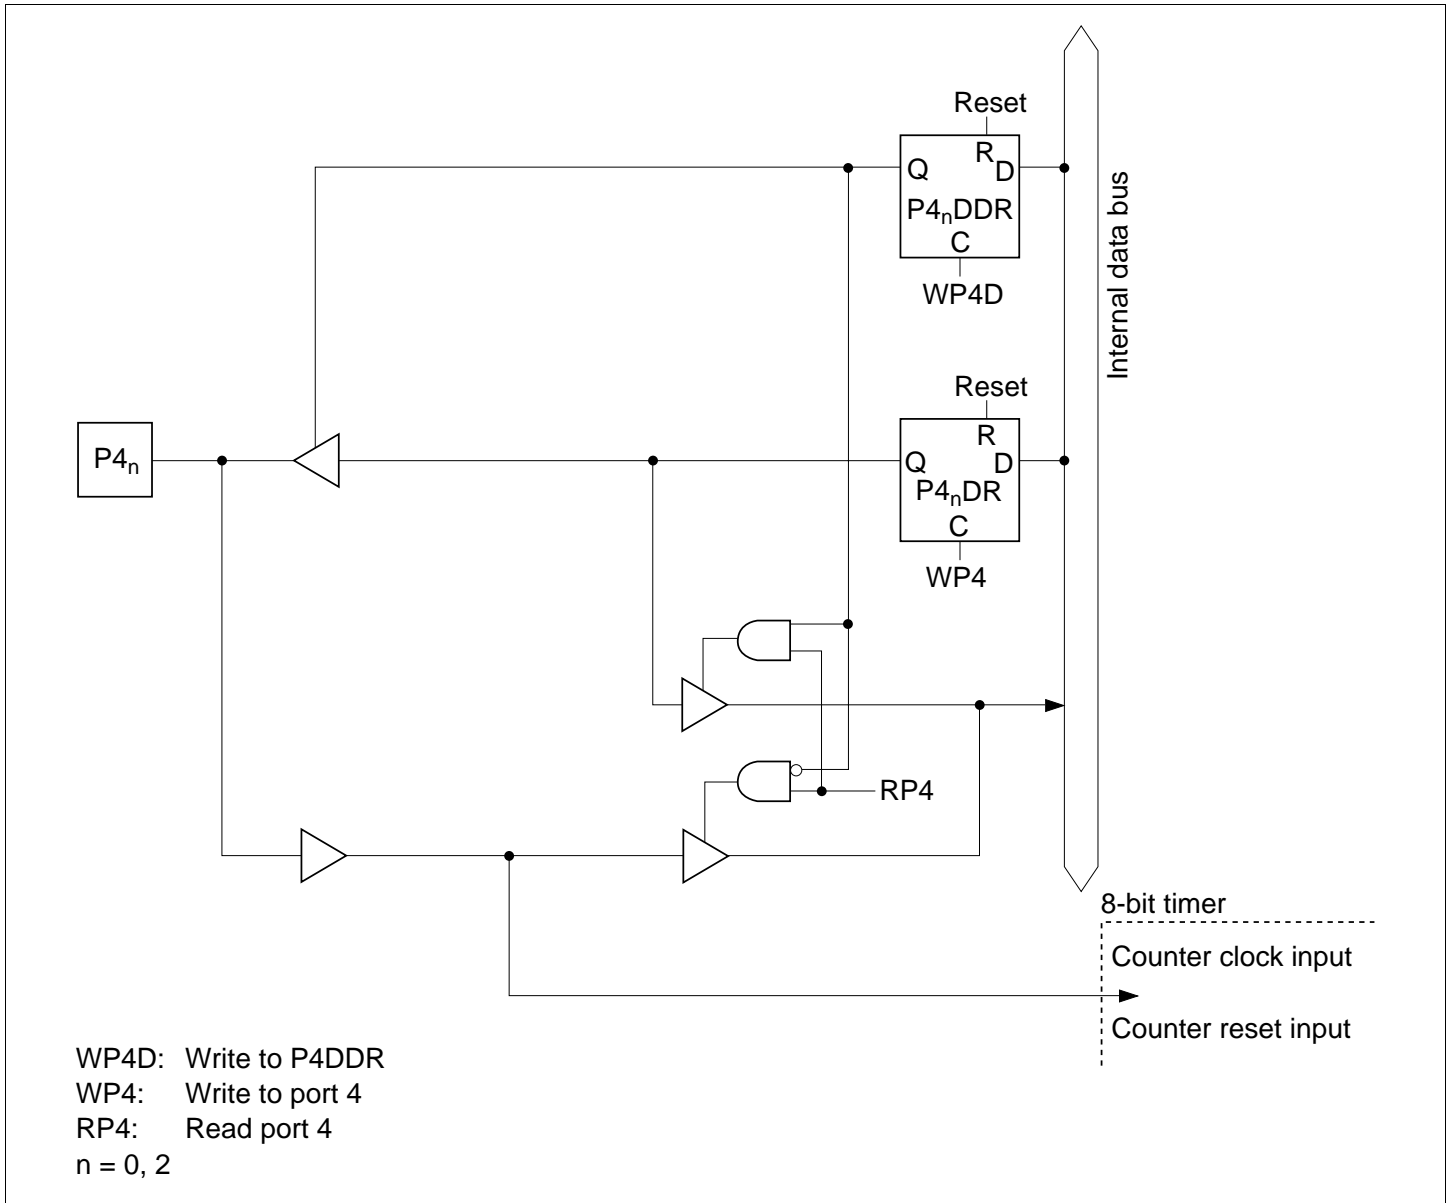 Reset
R
Q
D
P4nDDR
C
WP4D
Internal data bus
Reset
R
Q
D
P4nDR
C
WP4
P4n
RP4
8-bit timer
Counter clock input
Counter reset input
WP4D: Write to P4DDR
WP4: Write to port 4
RP4: Read port 4
n = 0, 2